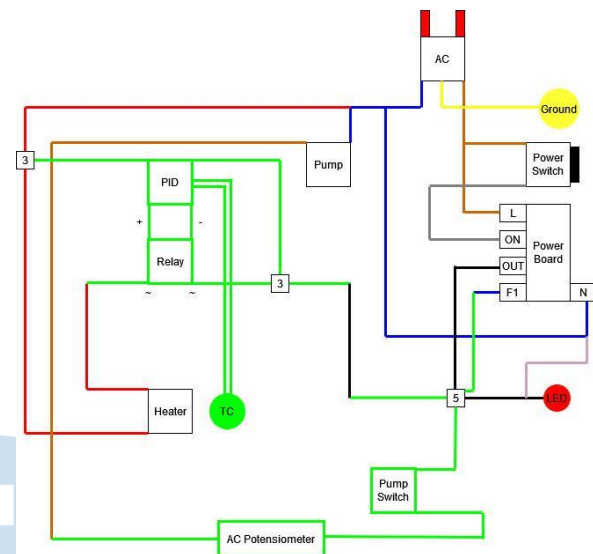 AC
Ground
Power
Switch
3
Pump
PID
+
-
L
ON
Power
Board
OUT
F1
N
Relay
~
~
3
Heater
TC
5
LED
Pump
Switch
AC Potensiometer